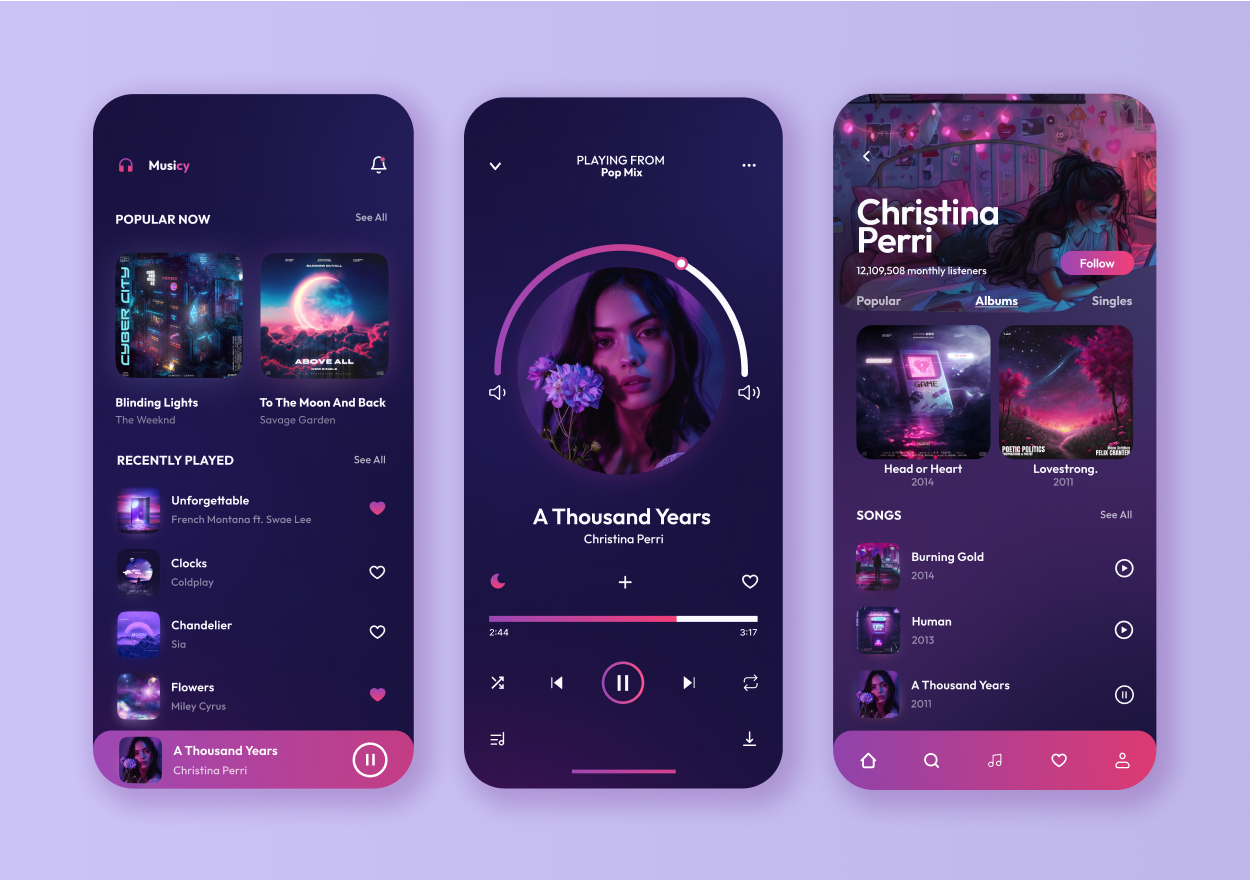 Musicy
POPULAR NOW
See All
CYBER CITY
RAINBOW DUVALL
ABOVE ALL
NEW SINGLE
Blinding Lights
The Weeknd
To The Moon And Back
Savage Garden
RECENTLY PLAYED
See All
Unforgettable
French Montana ft. Swae Lee
Clocks
Coldplay
Chandelier
Sia
Flowers
Miley Cyrus
A Thousand Years
Christina Perri
PLAYING FROM
Pop Mix
A Thousand Years
Christina Perri
2:44
3:17
Christina
Perri
12,109,508 monthly listeners
Follow
Popular
Albums
Singles
GAME
POETIC POLITICS
FELIX CRANTEP
Head or Heart
2014
Lovestrong.
2011
SONGS
See All
Burning Gold
2014
Human
2013
A Thousand Years
2011